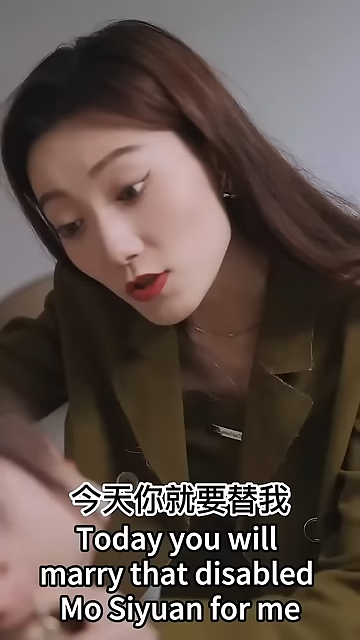 今天你就要替我
Today you will
marry that disabled
Mo Siyuan for me